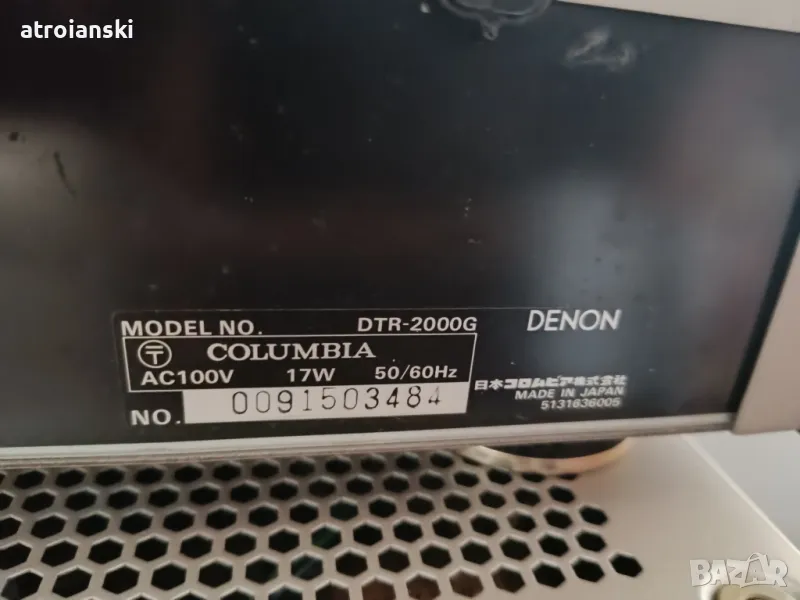 atroianski
MODEL NO. DTR-2000G DENON
〒 COLUMBIA
AC100V 17W 50/60Hz
日本コロムビア株式会社
MADE IN JAPAN
NO. 0091503484
5131636005
BAZAR